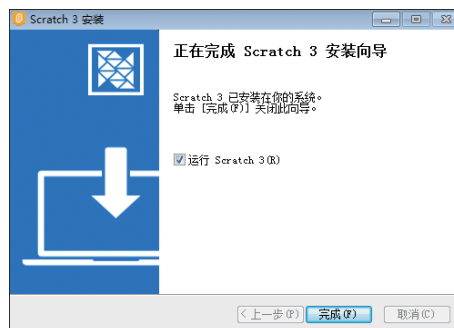 Scratch 3 安装
正在完成 Scratch 3 安装向导
Scratch 3 已安装在你的系统。
单击 [完成(F)] 关闭此向导。
运行 Scratch 3(R)
< 上一步(P)
完成(F)
取消(C)